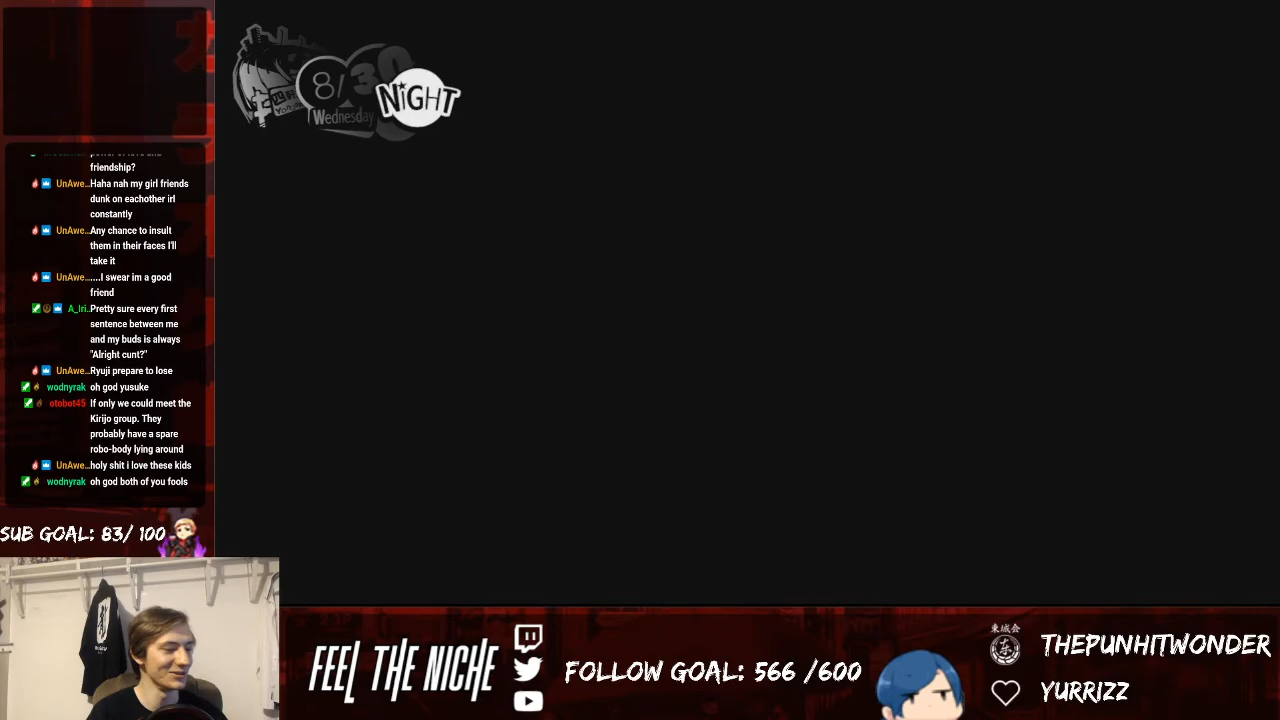 8/30
Wednesday
NiGHT
friendship?
UnAwe...Haha nah my girl friends
dunk on eachother irl
constantly
UnAwe...Any chance to insult
them in their faces I'll
take it
UnAwe.......I swear im a good
friend
A_Iri...Pretty sure every first
sentence between me
and my buds is always
"Alright cunt?"
UnAwe...Ryuji prepare to lose
wodnyrak oh god yusuke
otobot45 If only we could meet the
Kirijo group. They
probably have a spare
robo-body lying around
UnAwe...holy shit i love these kids
wodnyrak oh god both of you fools
SUB GOAL: 83/ 100
FEEL THE NICHE
FOLLOW GOAL: 566 /600
東城会
THEPUNHITWONDER
YURRIZZ